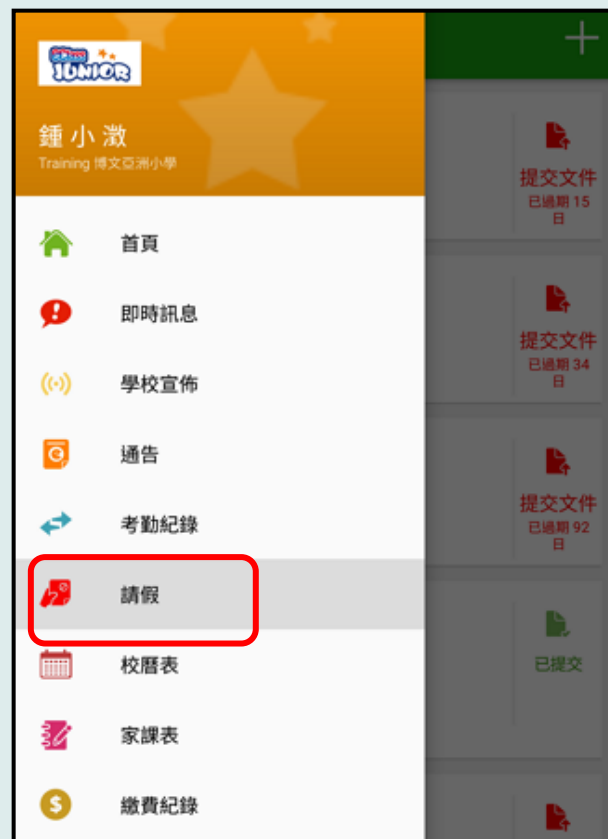 JUNIOR
鍾小澂
Training 博文亞洲小學
首頁
即時訊息
學校宣佈
通告
考勤紀錄
請假
校曆表
家課表
繳費紀錄
提交文件
已過期 15
日
提交文件
已過期 34
日
提交文件
已過期 92
日
已提交